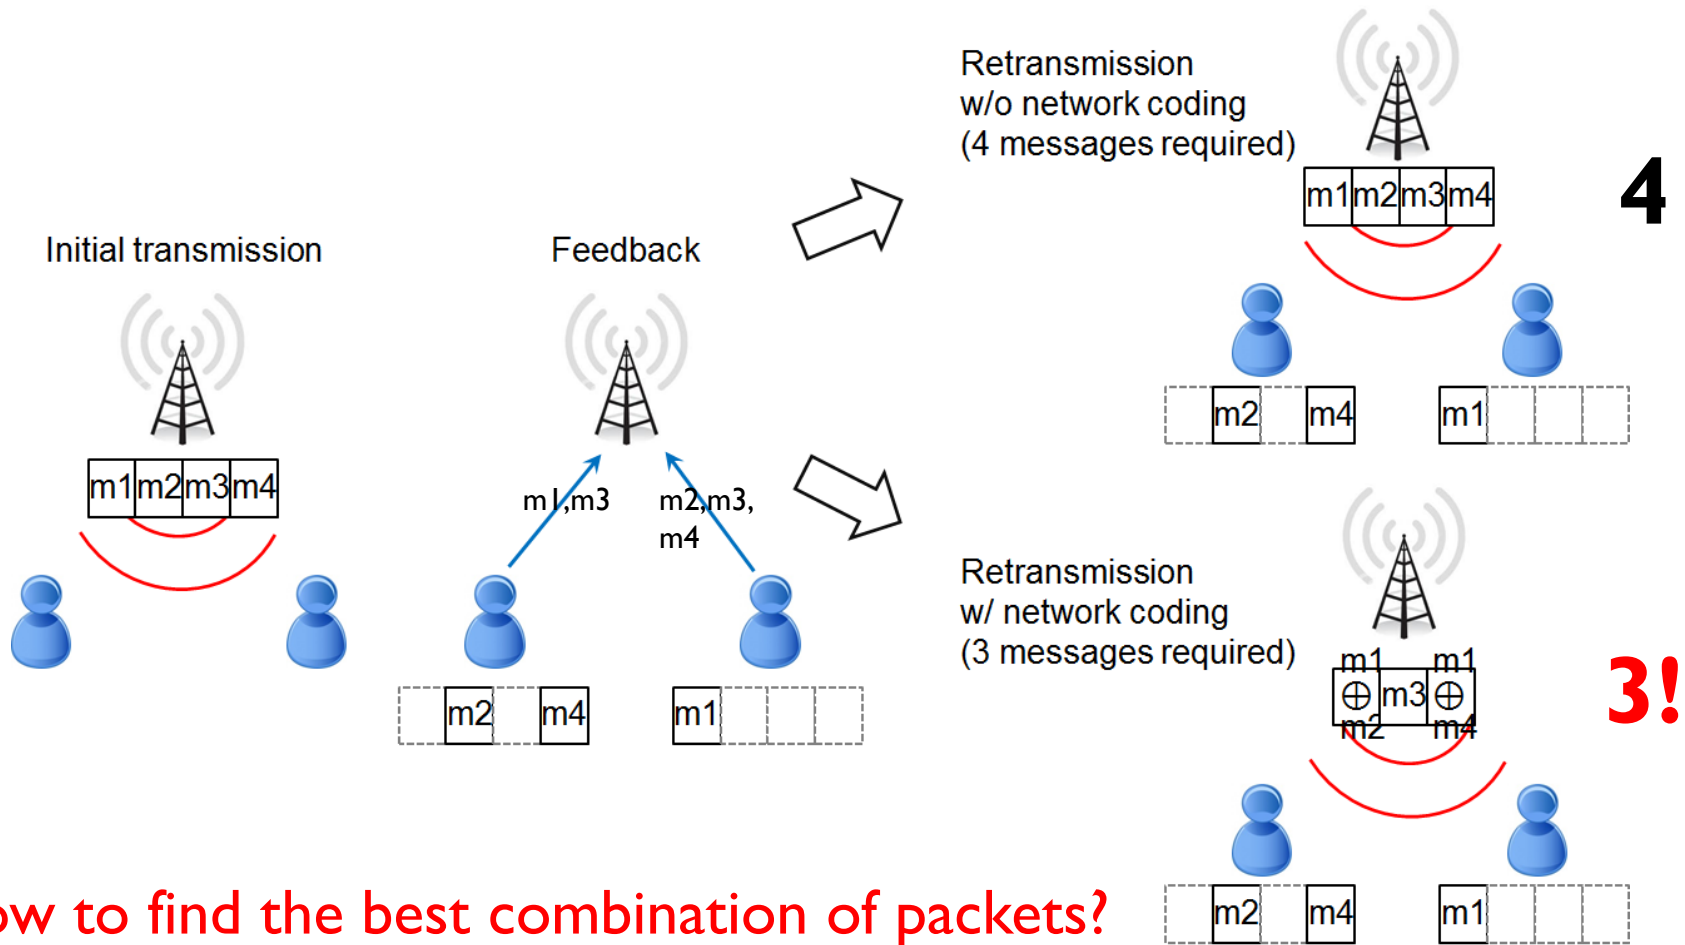 Initial transmission
m1 m2 m3 m4
Feedback
m1,m3
m2,m3,
m4
m2 m4
m1
Retransmission
w/o network coding
(4 messages required)
m1 m2 m3 m4
4
m2 m4
m1
Retransmission
w/ network coding
(3 messages required)
m1 m1
⊕ m3 ⊕
m2 m4
3!
m2 m4
m1
ow to find the best combination of packets?